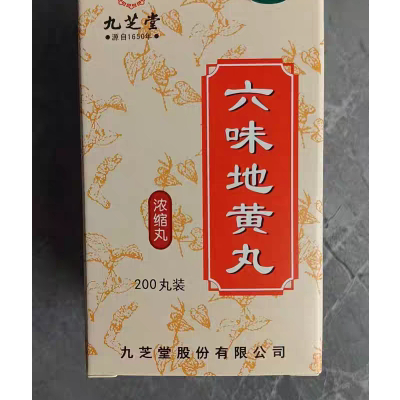 九芝堂
●源自1650年●
六味地黄丸
浓缩丸
200丸装
九芝堂股份有限公司